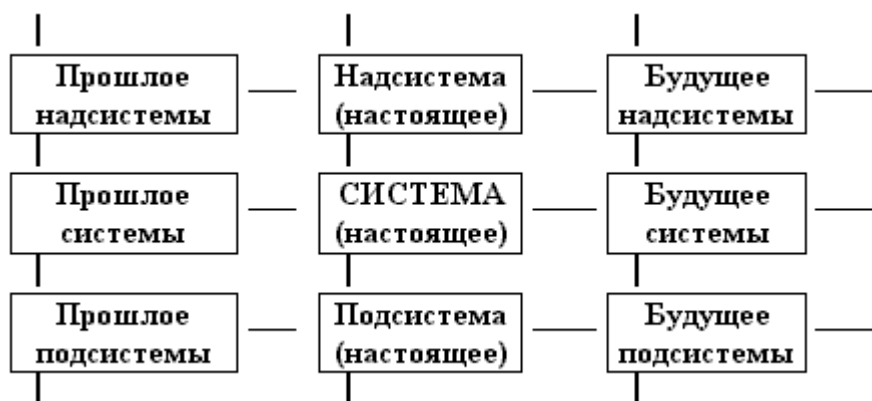 Прошлое
надсистемы
Надсистема
(настоящее)
Будущее
надсистемы
Прошлое
системы
СИСТЕМА
(настоящее)
Будущее
системы
Прошлое
подсистемы
Подсистема
(настоящее)
Будущее
подсистемы